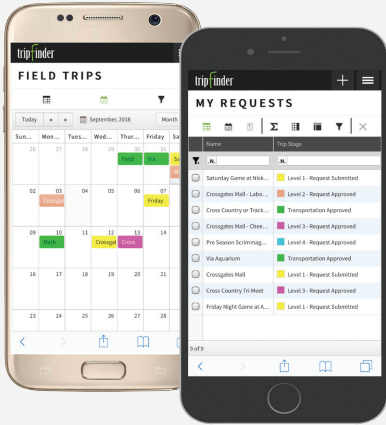 tripfinder
FIELD TRIPS
Today
September, 2018
Month
Sun... Mon... Tues... Wed... Thur... Friday Sa
26 27 28 29 30 31
Field Via Sa
02 03 04 05 06 07
Crossgat Friday
09 10 11 12 13 14
Math Crossgal Cross
16 17 18 19 20 21
23 24 25 26 27 28
tripfinder
MY REQUESTS
Name Trip Stage
Saturday Game at Nisk... Level 1 - Request Submitted
Crossgates Mall - Labo... Level 2 - Request Approved
Cross Country or Track... Transportation Approved
Crossgates Mall - Chee... Level 3 - Request Approved
Pre Season Scrimmag... Level 4 - Request Approved
Via Aquarium Transportation Approved
Crossgates Mall Level 1 - Request Submitted
Cross Country Tri Meet Level 3 - Request Approved
Friday Night Game at A... Level 1 - Request Submitted
9 of 9